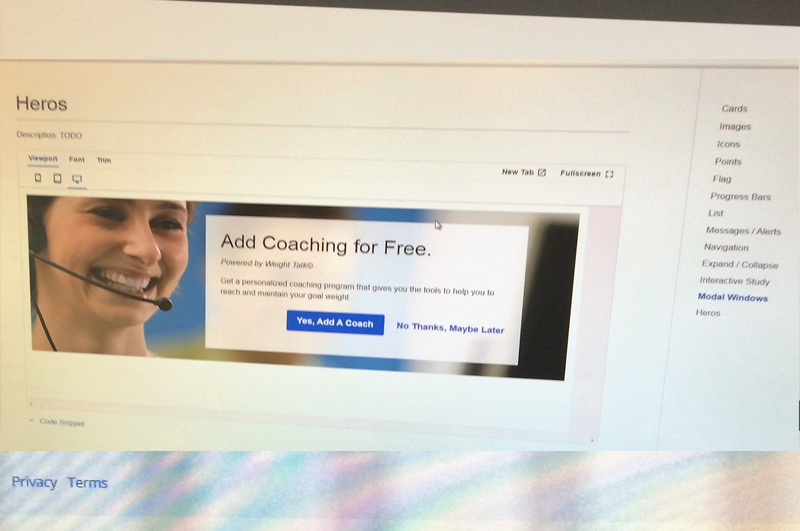 Heros
Description TODO
Viewport Font Trim
New Tab Fullscreen
Add Coaching for Free.
Powered by Weight Talk©
Get a personalized coaching program that gives you the tools to help you to
reach and maintain your goal weight.
Yes, Add A Coach No Thanks, Maybe Later
Code Snippet
Cards
Images
Icons
Points
Flag
Progress Bars
List
Messages / Alerts
Navigation
Expand / Collapse
Interactive Study
Modal Windows
Heros
Privacy Terms